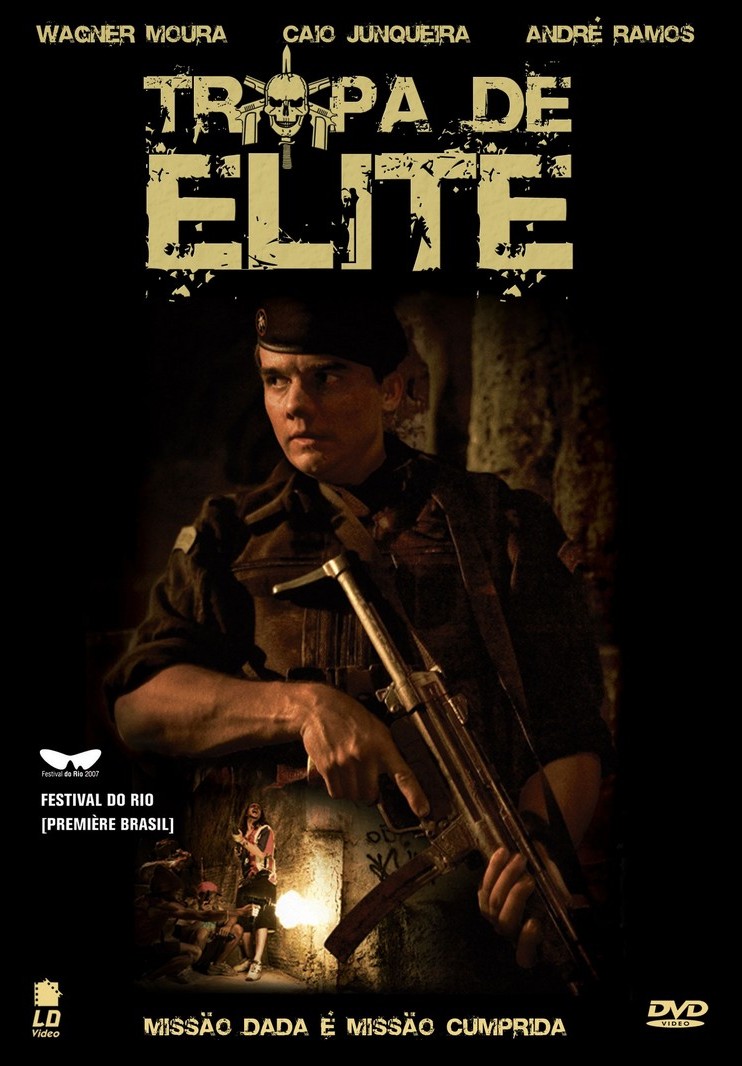 WAGNER MOURA CAIO JUNQUEIRA ANDRÉ RAMOS
TROPA DE
ELITE
Festival do Rio 2007
FESTIVAL DO RIO
[PREMIÈRE BRASIL]
LD
Video
MISSÃO DADA É MISSÃO CUMPRIDA
DVD
VIDEO